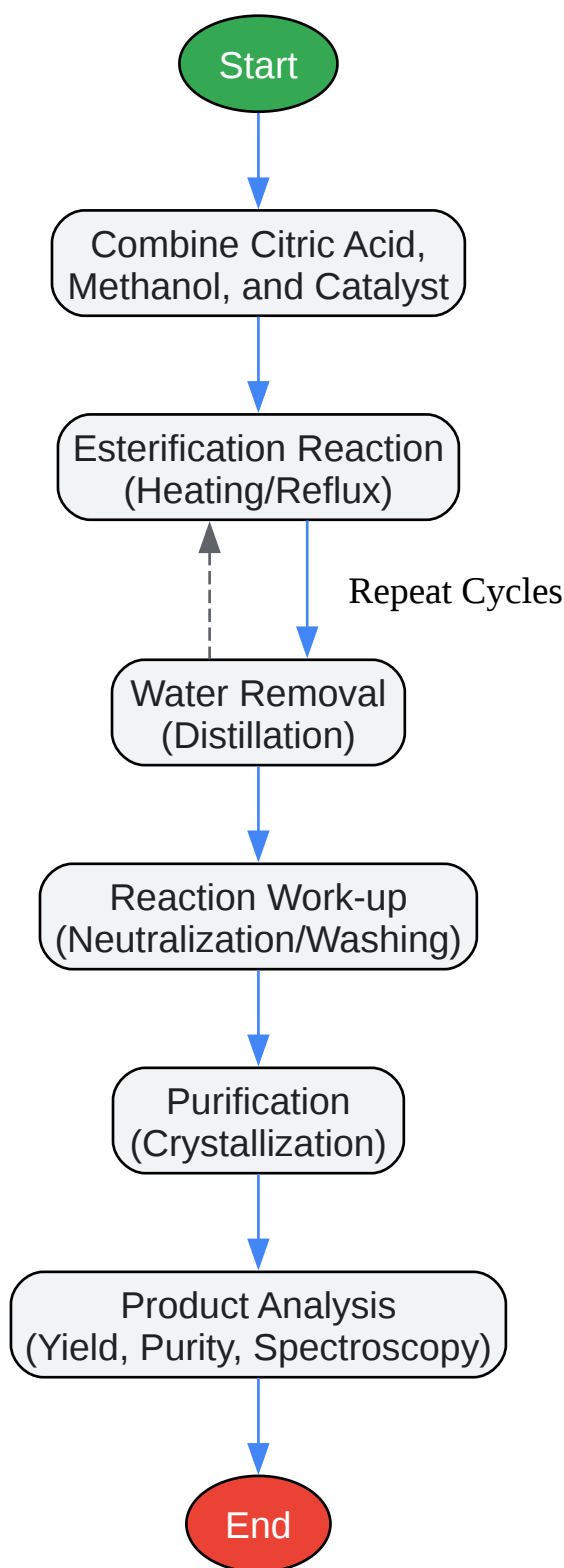 Start
Combine Citric Acid,
Methanol, and Catalyst
Esterification Reaction
(Heating/Reflux)
Repeat Cycles
Water Removal
(Distillation)
Reaction Work-up
(Neutralization/Washing)
Purification
(Crystallization)
Product Analysis
(Yield, Purity, Spectroscopy)
End